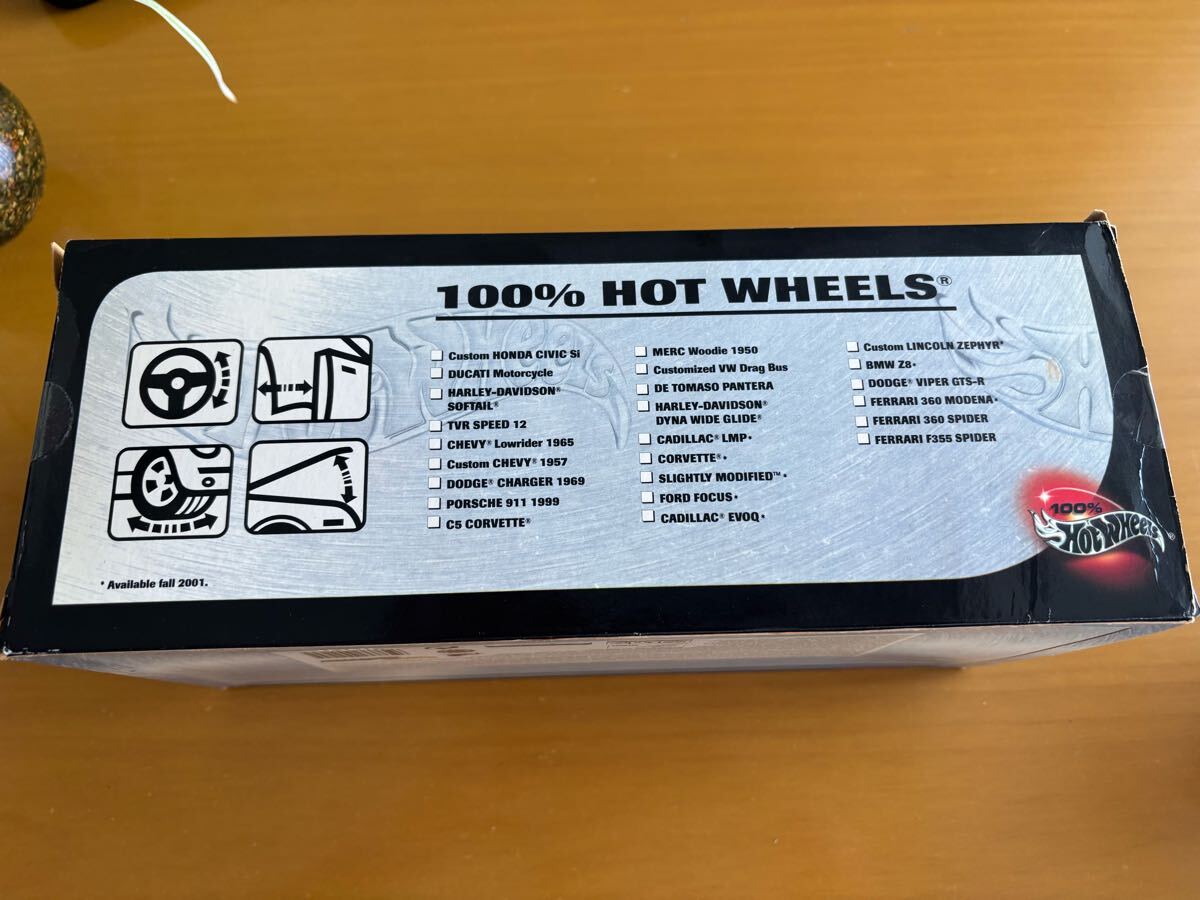 100% HOT WHEELS®
Custom HONDA CIVIC Si
DUCATI Motorcycle
HARLEY-DAVIDSON®
SOFTAIL®
TVR SPEED 12
CHEVY® Lowrider 1965
Custom CHEVY® 1957
DODGE® CHARGER 1969
PORSCHE 911 1999
C5 CORVETTE®
MERC Woodie 1950
Customized VW Drag Bus
DE TOMASO PANTERA
HARLEY-DAVIDSON®
DYNA WIDE GLIDE®
CADILLAC® LMP*
CORVETTE®*
SLIGHTLY MODIFIED™*
FORD FOCUS*
CADILLAC® EVOQ*
Custom LINCOLN ZEPHYR*
BMW Z8*
DODGE® VIPER GTS-R
FERRARI 360 MODENA*
FERRARI 360 SPIDER
FERRARI F355 SPIDER
* Available fall 2001.
100%
Hot Wheels®